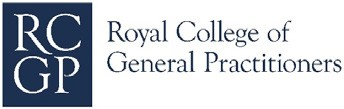 RC
GP
Royal College of
General Practitioners